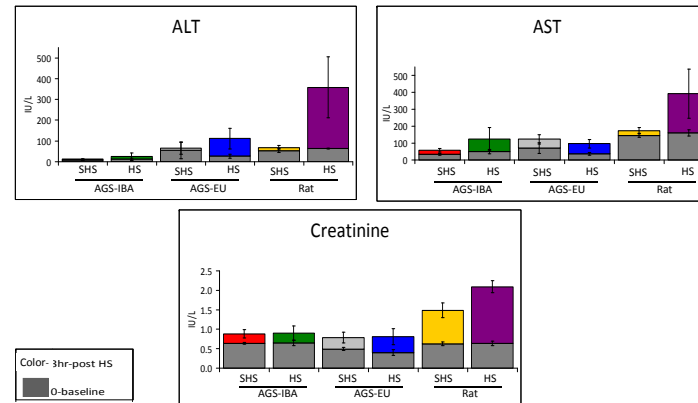 ALT
500
400
300
200
100
0
IU/L
SHS HS SHS HS SHS HS
AGS-IBA AGS-EU Rat
AST
500
400
300
200
100
0
IU/L
SHS HS SHS HS SHS HS
AGS-IBA AGS-EU Rat
Creatinine
2.5
2.0
1.5
1.0
0.5
0.0
IU/L
SHS HS SHS HS SHS HS
AGS-IBA AGS-EU Rat
Color- 3hr-post HS
0-baseline